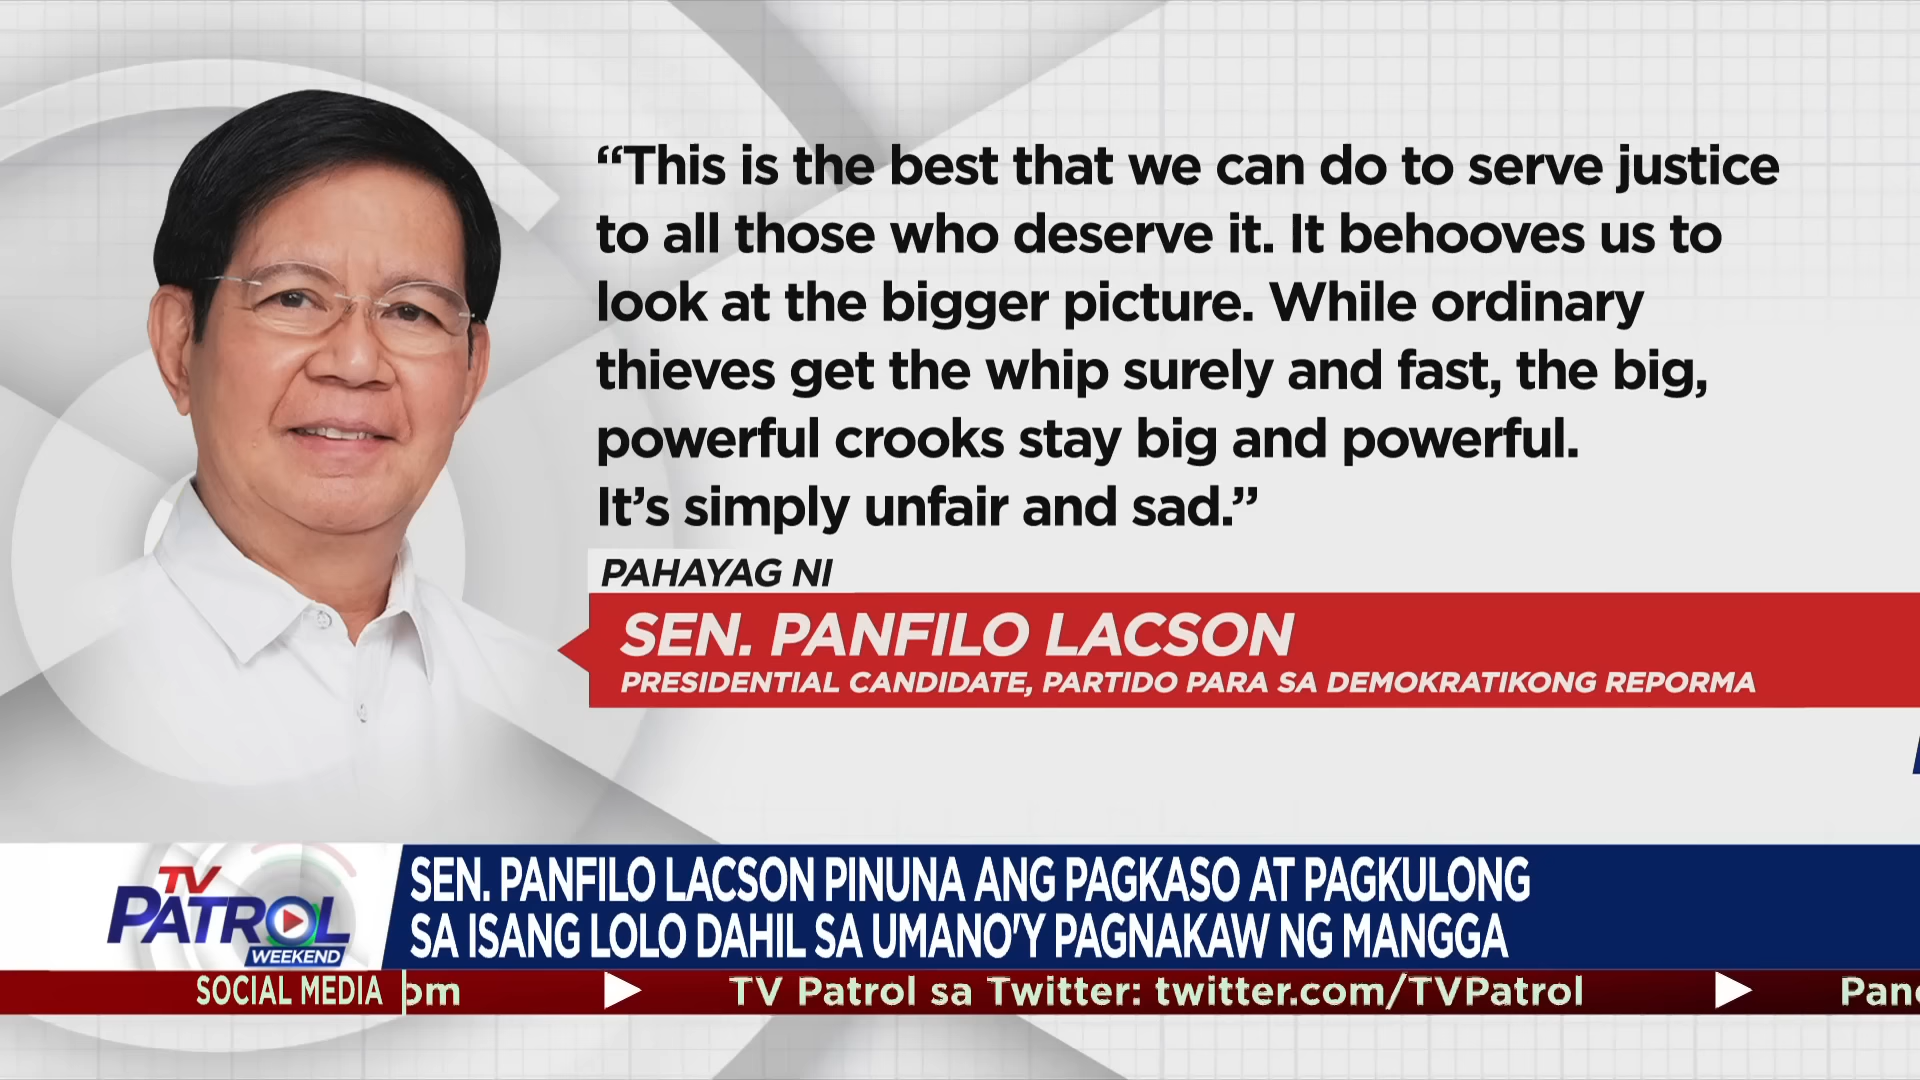 “This is the best that we can do to serve justice
to all those who deserve it. It behooves us to
look at the bigger picture. While ordinary
thieves get the whip surely and fast, the big,
powerful crooks stay big and powerful.
It’s simply unfair and sad.”
PAHAYAG NI
SEN. PANFILO LACSON
PRESIDENTIAL CANDIDATE, PARTIDO PARA SA DEMOKRATIKONG REPORMA
TV
PATROL
WEEKEND
SEN. PANFILO LACSON PINUNA ANG PAGKASO AT PAGKULONG
SA ISANG LOLO DAHIL SA UMANO'Y PAGNAKAW NG MANGGA
SOCIAL MEDIA om TV Patrol sa Twitter: twitter.com/TVPatrol